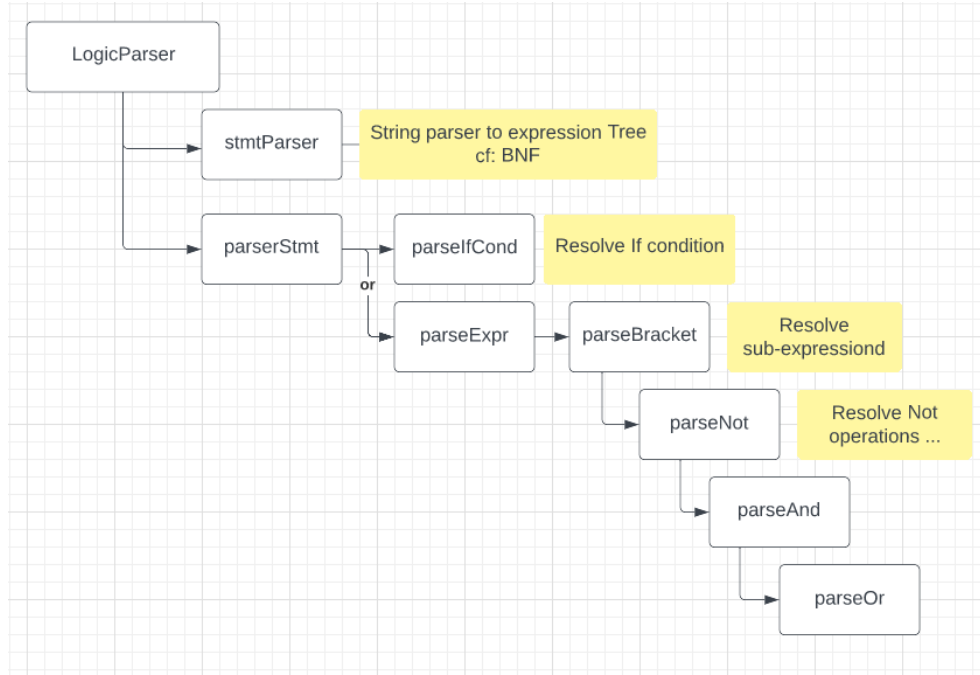 LogicParser
stmtParser
String parser to expression Tree
cf: BNF
parserStmt
parseIfCond
Resolve If condition
or
parseExpr
parseBracket
Resolve
sub-expressiond
parseNot
Resolve Not
operations ...
parseAnd
parseOr